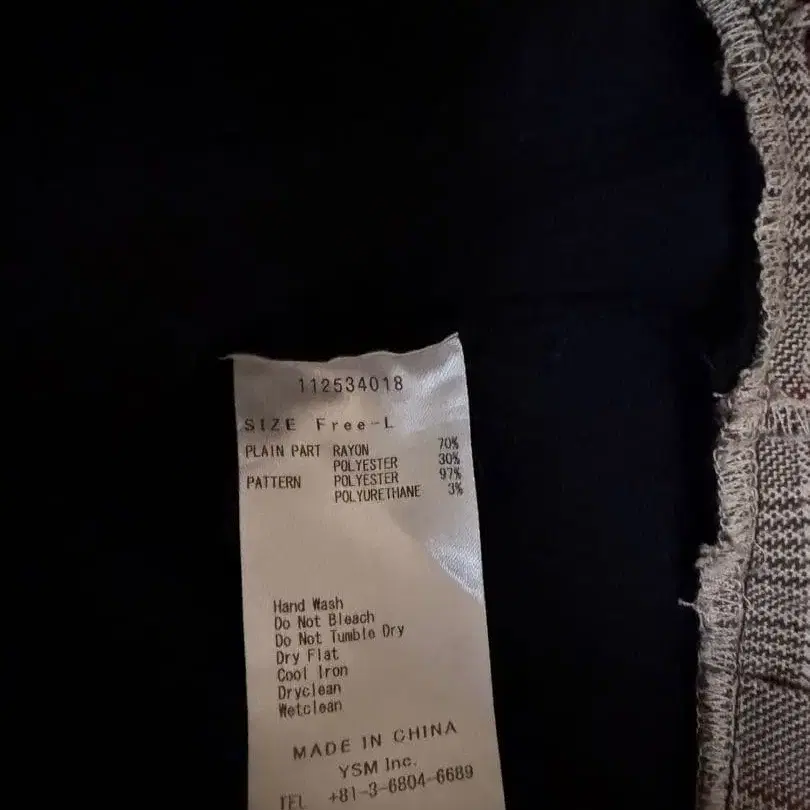 112534018
SIZE Free-L
PLAIN PART RAYON 70%
POLYESTER 30%
PATTERN POLYESTER 97%
POLYURETHANE 3%
Hand Wash
Do Not Bleach
Do Not Tumble Dry
Dry Flat
Cool Iron
Dryclean
Wetclean
MADE IN CHINA
YSM Inc.
TEL +81-3-6804-6689